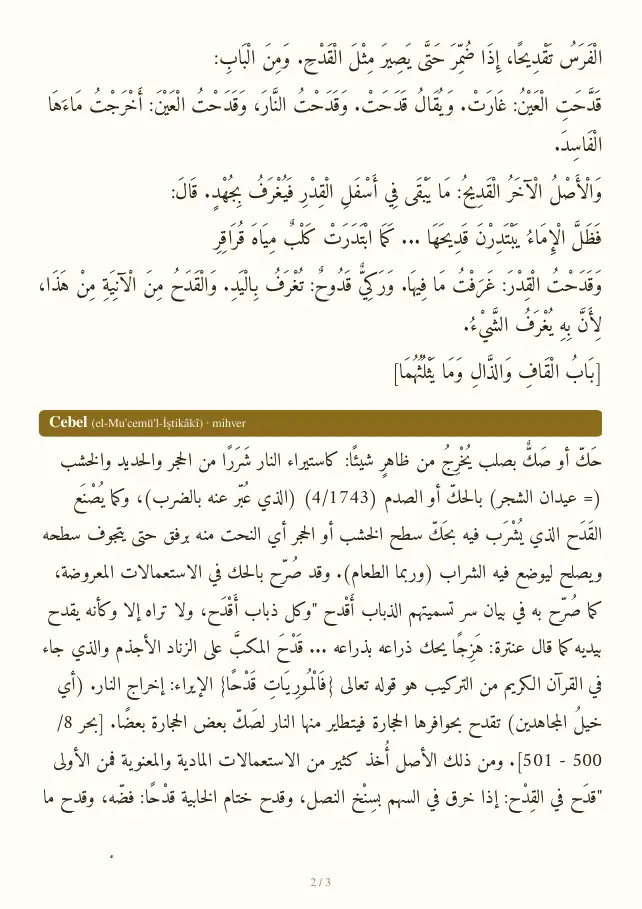 الْفَرَسُ تَقْدِيحًا، إِذَا ضُمِّرَ حَتَّى يَصِيرَ مِثْلَ الْقَدْحِ. وَمِنَ الْبَابِ:
قَدَّحَتِ الْعَيْنُ: غَارَتْ. وَيُقَالُ قَدَحَتْ. وَقَدَحْتُ النَّارَ، وَقَدَحْتُ الْعَيْنَ: أَخْرَجْتُ مَاءَهَا
الْفَاسِدَ.
وَالْأَصْلُ الْآخَرُ الْقَدِيحُ: مَا يَبْقَى فِي أَسْفَلِ الْقِدْرِ فَيُغْرَفُ بِجُهْدٍ. قَالَ:
فَظَلَّ الْإِمَاءُ يَبْتَدِرْنَ قَدِيحَهَا ... كَمَا ابْتَدَرَتْ كَلْبٌ مِيَاهَ قُرَاقِرِ
وَقَدَحْتُ الْقِدْرَ: غَرَفْتُ مَا فِيهَا. وَرَكِيٌّ قَدُوحٌ: تُغْرَفُ بِالْيَدِ. وَالْقَدَحُ مِنَ الْآنِيَةِ مِنْ هَذَا،
لِأَنَّ بِهِ يُغْرَفُ الشَّيْءُ.
[بَابُ الْقَافِ وَالذَّالِ وَمَا يَثْلُثُهُمَا]
Cebel (el-Mu'cemü'l-İştikâkî) · mihver
حَكّ أو صَكٌّ بصلب يُخْرِجُ من ظاهرٍ شيئًا: كاستيراء النار شَرَرًا من الحجر والحديد والخشب
(= عيدان الشجر) بالحكّ أو الصدم (4/1743) (الذي عُبّر عنه بالضرب)، وكما يُصْنَع
القَدَح الذي يُشْرَب فيه بحَكّ سطح الخشب أو الحجر أي النحت منه برفق حتى يتجوف سطحه
ويصلح ليوضع فيه الشراب (وربما الطعام). وقد صُرّح بالحك في الاستعمالات المعروضة،
كما صُرّح به في بيان سر تسميتهم الذباب أَقْدح "وكل ذباب أَقْدَح، ولا تراه إلا وكأنه يقدح
بيديه كما قال عنترة: هَزِجًا يحك ذراعه بذراعه ... قَدْحَ المكبَّ على الزناد الأجذم والذي جاء
في القرآن الكريم من التركيب هو قوله تعالى {فَالْمُورِيَاتِ قَدْحًا} الإيراء: إخراج النار. (أي
خيلُ المجاهدين) تقدح بحوافرها الحجارة فيتطاير منها النار لصَكّ بعض الحجارة بعضًا. [بحر 8/
500 - 501]. ومن ذلك الأصل أُخذ كثير من الاستعمالات المادية والمعنوية فمن الأولى
"قدَح في القِدْح: إذا خرق في السهم بسِنْخ النصل، وقدح ختام الخابية قدْحًا: فضّه، وقدح ما
2 / 3